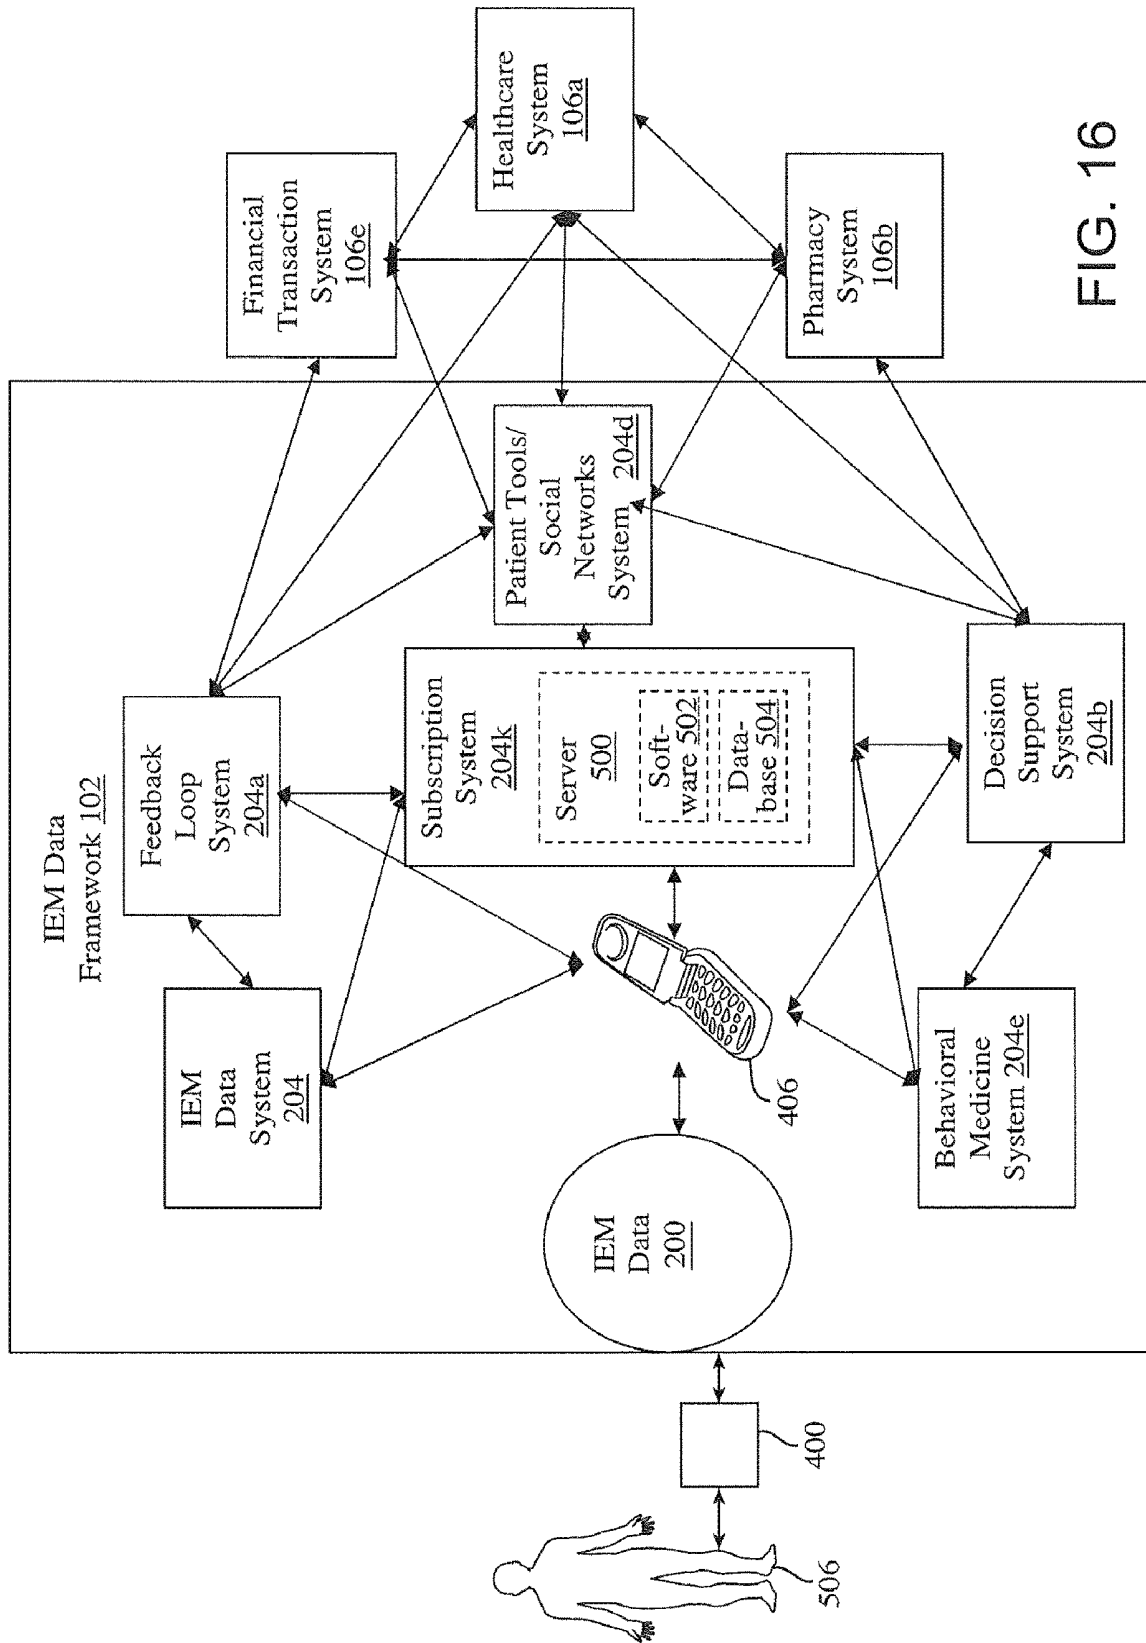 IEM Data
Framework 102
IEM
Data
System
204
Feedback
Loop
System
204a
Financial
Transaction
System
106e
Healthcare
System
106a
Patient Tools/
Social
Networks
System 204d
Subscription
System
204k
Server
500
Soft-
ware 502
Data-
base 504
IEM
Data
200
406
506
400
Behavioral
Medicine
System 204e
Decision
Support
System
204b
Pharmacy
System
106b
FIG. 16